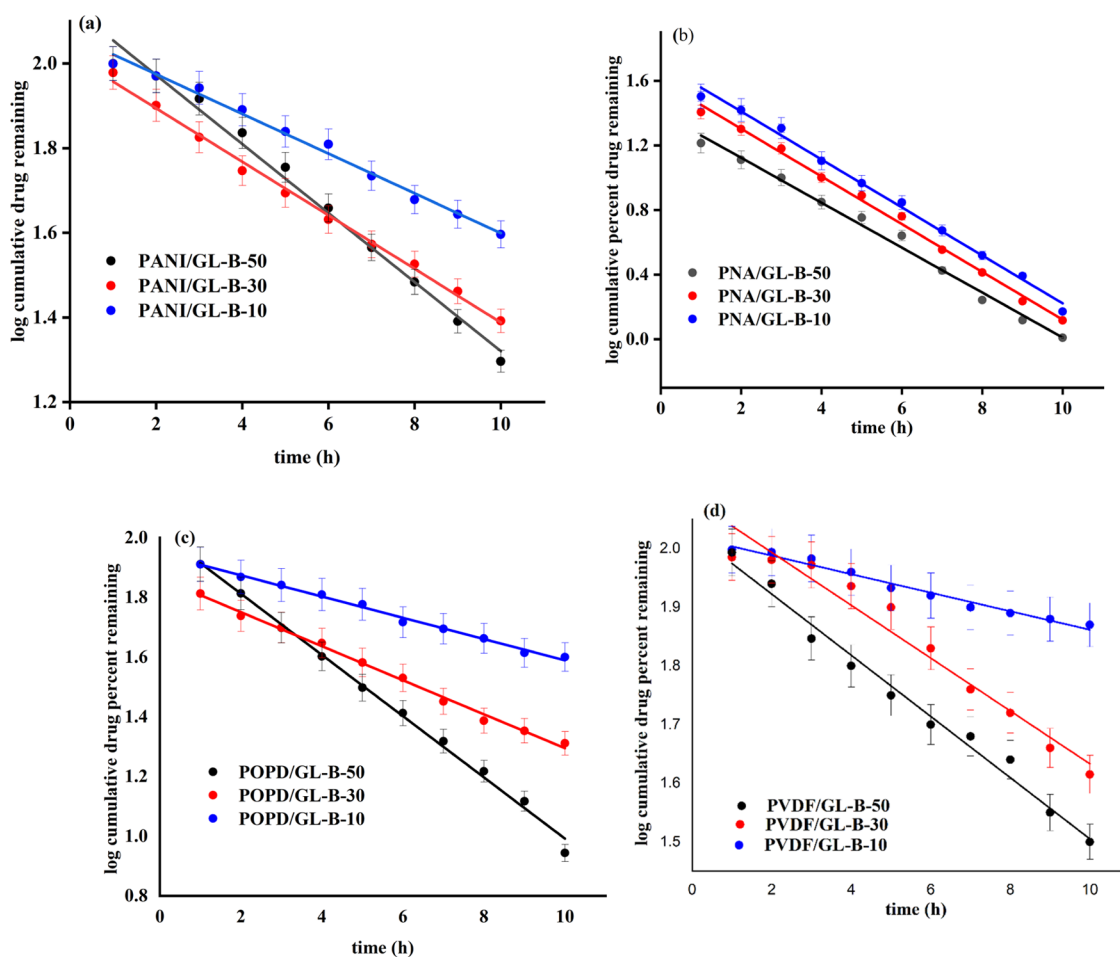 (a)
log cumulative drug remaining
2.0
1.8
1.6
1.4
1.2
PANI/GL-B-50
PANI/GL-B-30
PANI/GL-B-10
0 2 4 6 8 10
time (h)
(b)
log cumulative percent drug remaining
1.6
1.2
0.8
0.4
0.0
PNA/GL-B-50
PNA/GL-B-30
PNA/GL-B-10
0 2 4 6 8 10
time (h)
(c)
log cumulative drug percent remaining
2.0
1.8
1.6
1.4
1.2
1.0
0.8
POPD/GL-B-50
POPD/GL-B-30
POPD/GL-B-10
0 2 4 6 8 10
time (h)
(d)
log cumulative drug percent remaining
2.0
1.9
1.8
1.7
1.6
1.5
PVDF/GL-B-50
PVDF/GL-B-30
PVDF/GL-B-10
0 2 4 6 8 10
time (h)